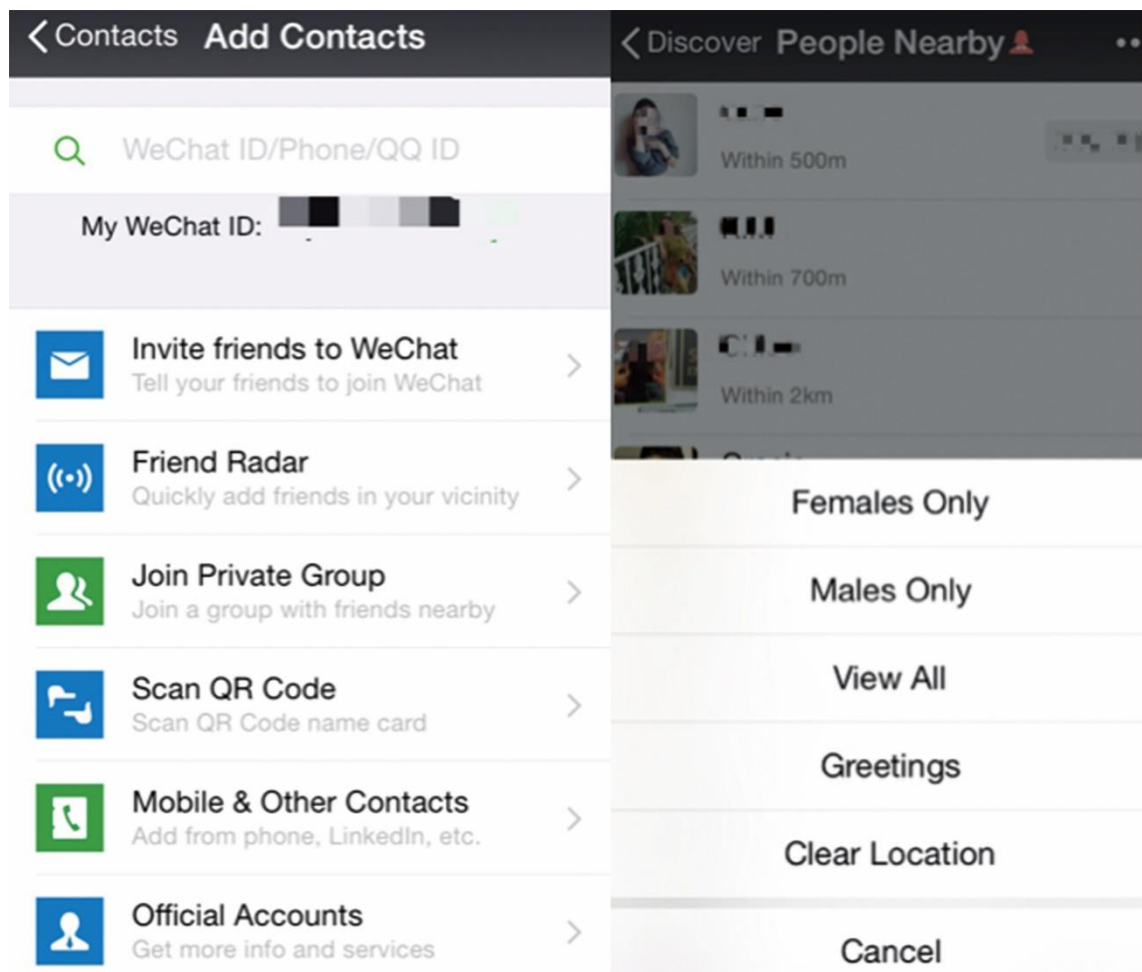 Contacts Add Contacts
WeChat ID/Phone/QQ ID
My WeChat ID:
Invite friends to WeChat
Tell your friends to join WeChat
Friend Radar
Quickly add friends in your vicinity
Join Private Group
Join a group with friends nearby
Scan QR Code
Scan QR Code name card
Mobile & Other Contacts
Add from phone, LinkedIn, etc.
Official Accounts
Get more info and services
Discover People Nearby
Within 500m
Within 700m
Within 2km
Females Only
Males Only
View All
Greetings
Clear Location
Cancel